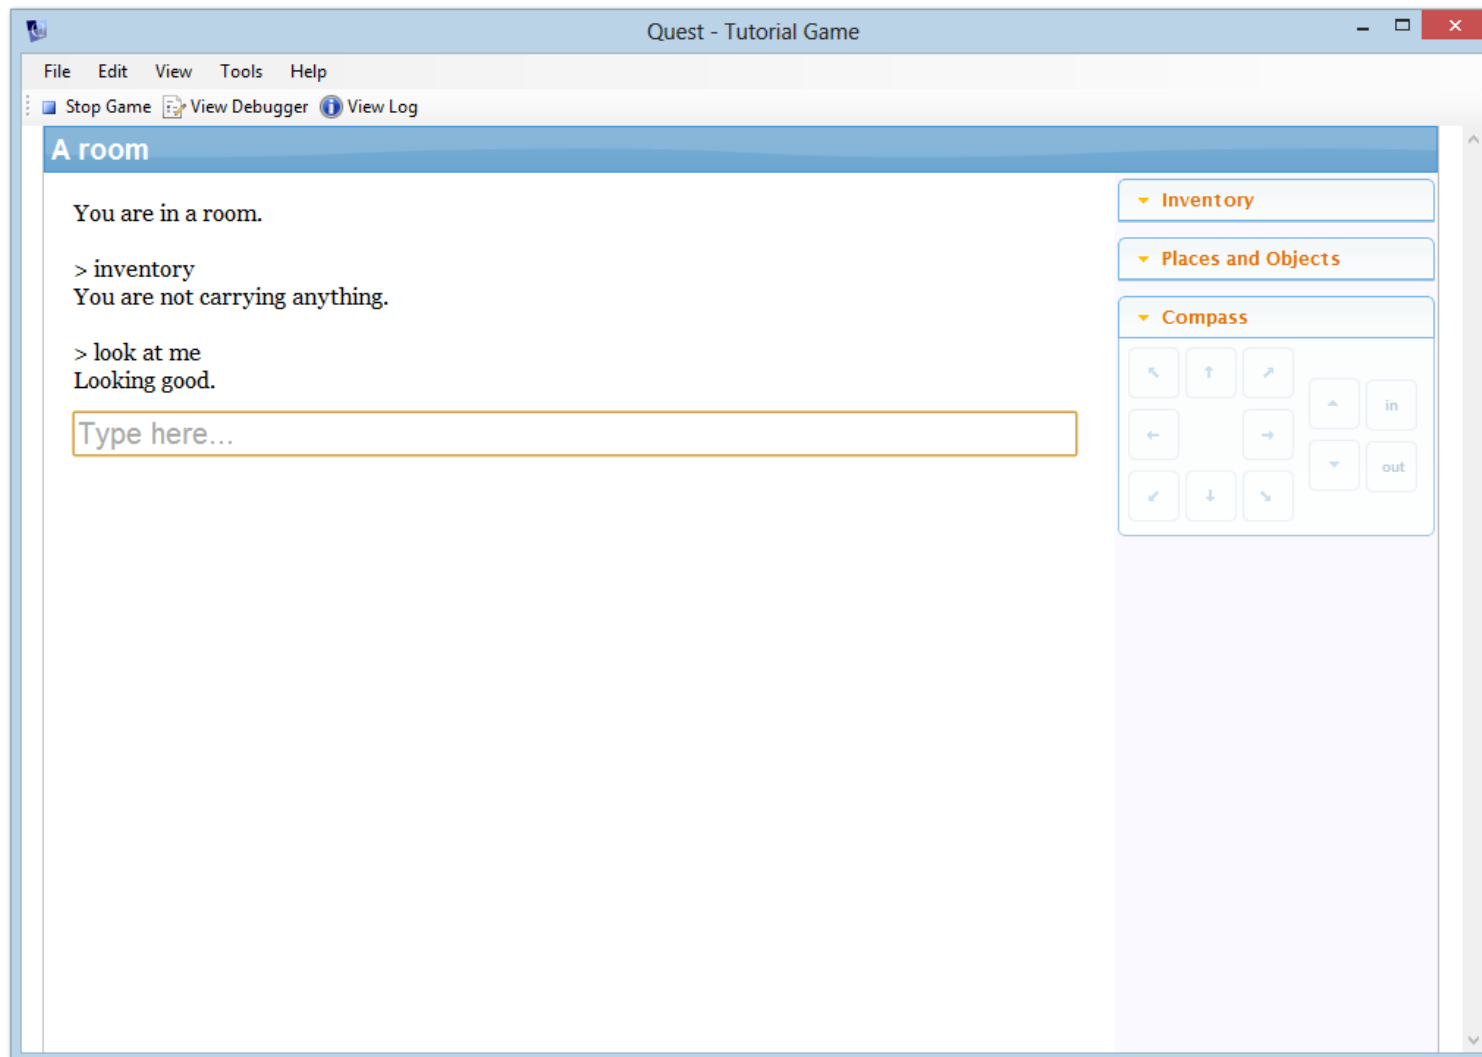 Quest - Tutorial Game
File Edit View Tools Help
Stop Game View Debugger View Log
A room
You are in a room.
> inventory
You are not carrying anything.
> look at me
Looking good.
Type here...
Inventory
Places and Objects
Compass
in
out